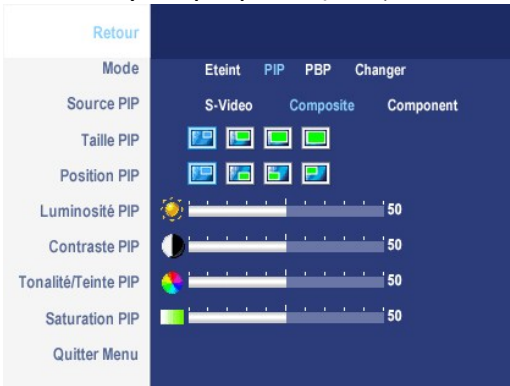 Retour
Mode Eteint PIP PBP Changer
Source PIP S-Video Composite Component
Taille PIP
Position PIP
Luminosité PIP 50
Contraste PIP 50
Tonalité/Teinte PIP 50
Saturation PIP 50
Quitter Menu